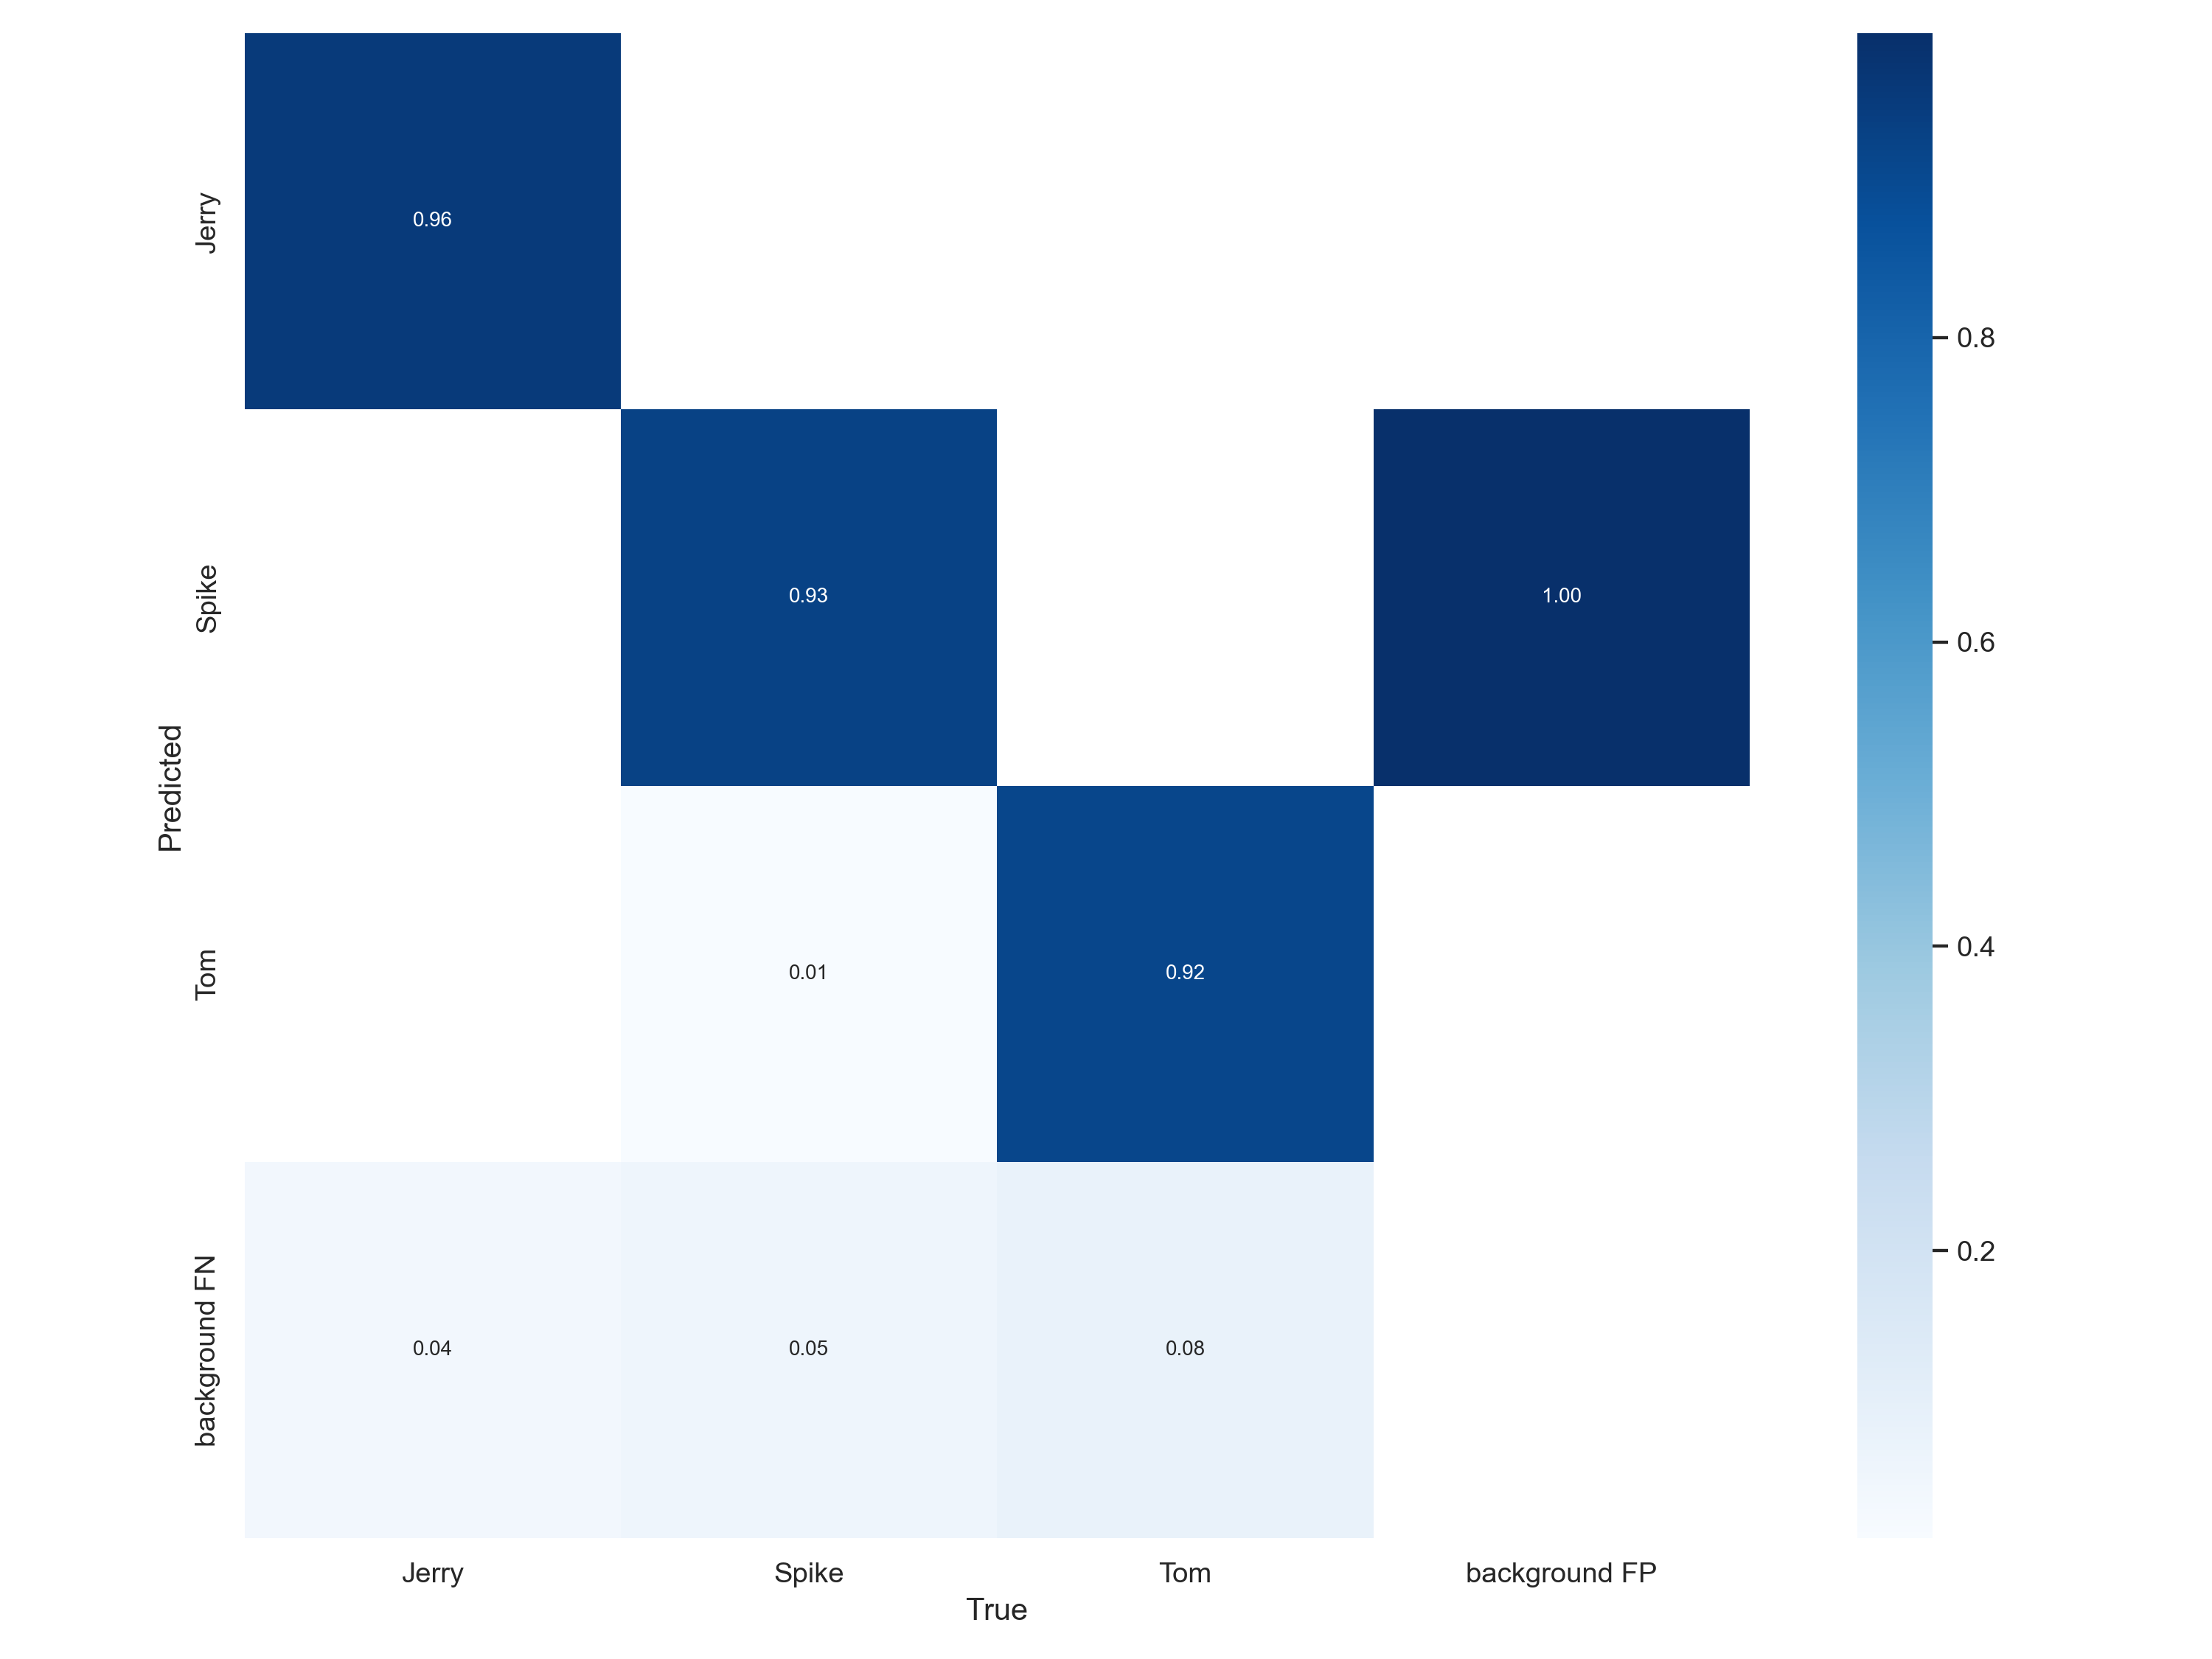 Predicted
Jerry
0.96
Spike
0.93 1.00
Tom
0.01 0.92
background FN
0.04 0.05 0.08
Jerry Spike Tom background FP
True
0.8
0.6
0.4
0.2